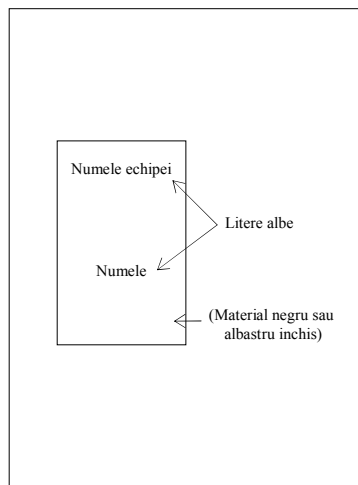 Numele echipei
Litere albe
Numele
(Material negru sau
albastru inchis)